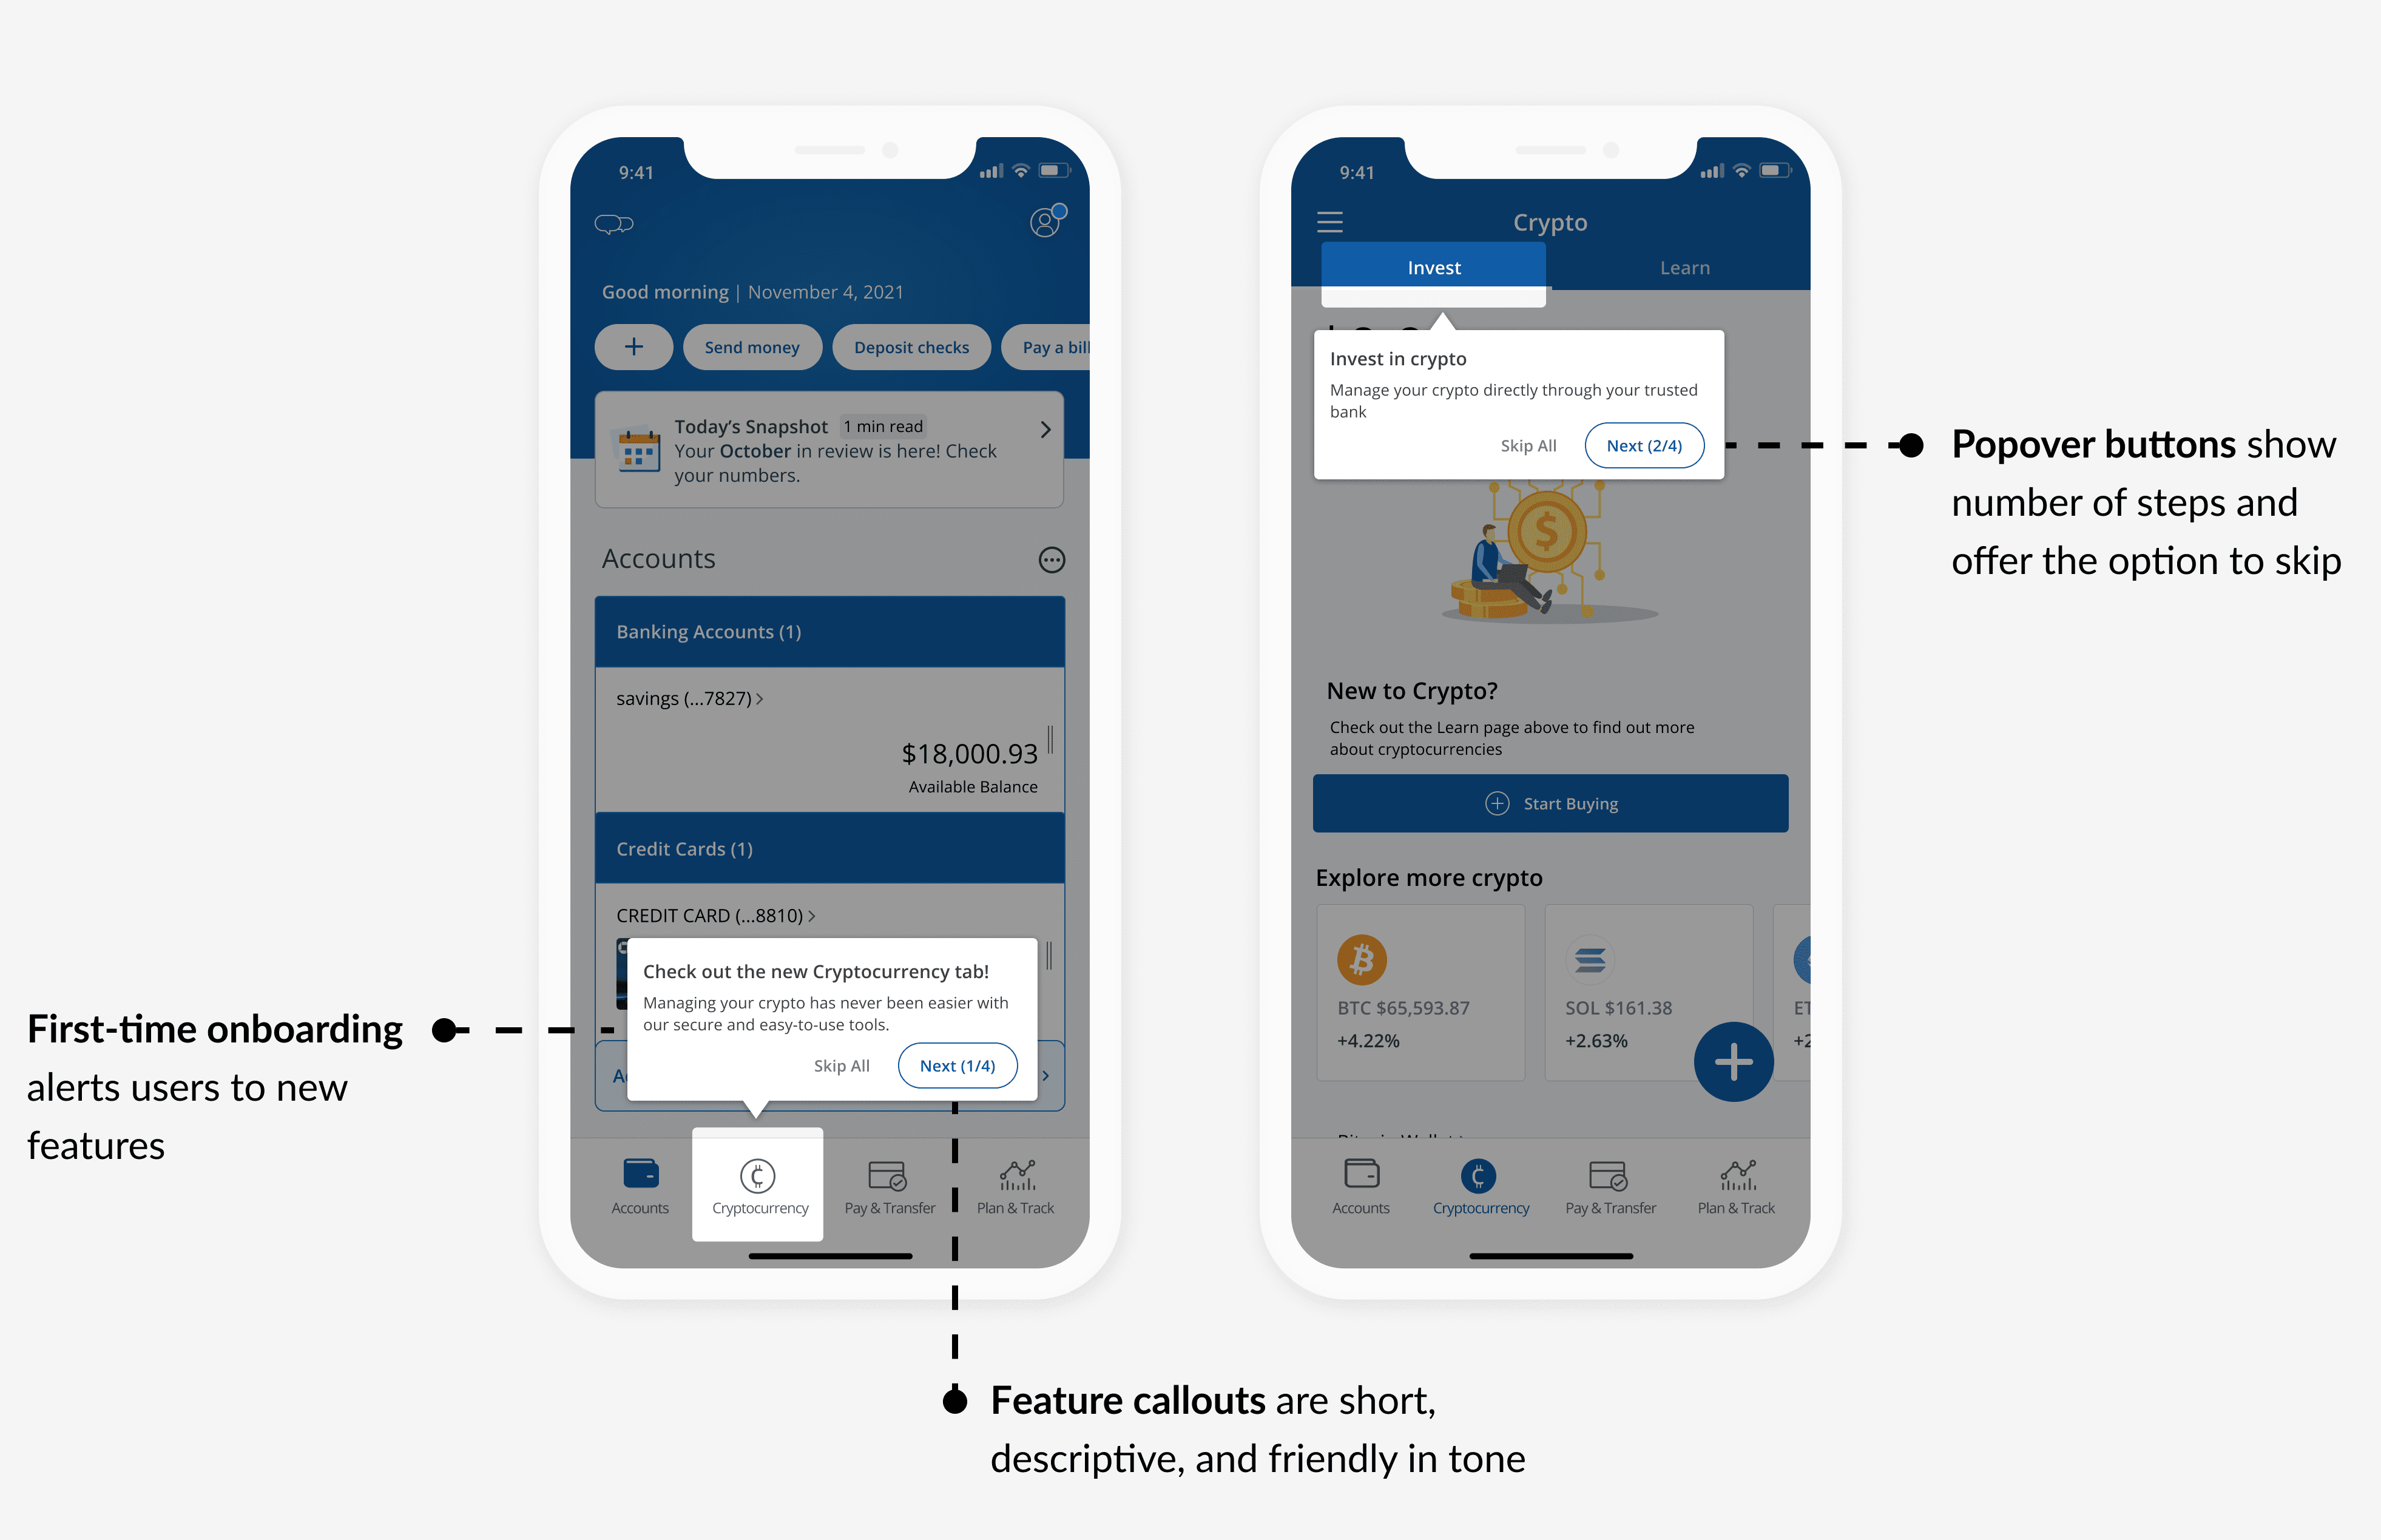 9:41
Good morning | November 4, 2021
Send money
Deposit checks
Pay a bill
Today's Snapshot 1 min read
Your October in review is here! Check
your numbers.
Accounts
Banking Accounts (1)
savings (...7827)
$18,000.93
Available Balance
Credit Cards (1)
CREDIT CARD (...8810)
Check out the new Cryptocurrency tab!
Managing your crypto has never been easier with
our secure and easy-to-use tools.
Skip All
Next (1/4)
Accounts
Cryptocurrency
Pay & Transfer
Plan & Track
First-time onboarding
alerts users to new
features
Feature callouts are short,
descriptive, and friendly in tone
9:41
Crypto
Invest
Learn
Invest in crypto
Manage your crypto directly through your trusted
bank
Skip All
Next (2/4)
New to Crypto?
Check out the Learn page above to find out more
about cryptocurrencies
Start Buying
Explore more crypto
BTC $65,593.87
+4.22%
SOL $161.38
+2.63%
Accounts
Cryptocurrency
Pay & Transfer
Plan & Track
Popover buttons show
number of steps and
offer the option to skip